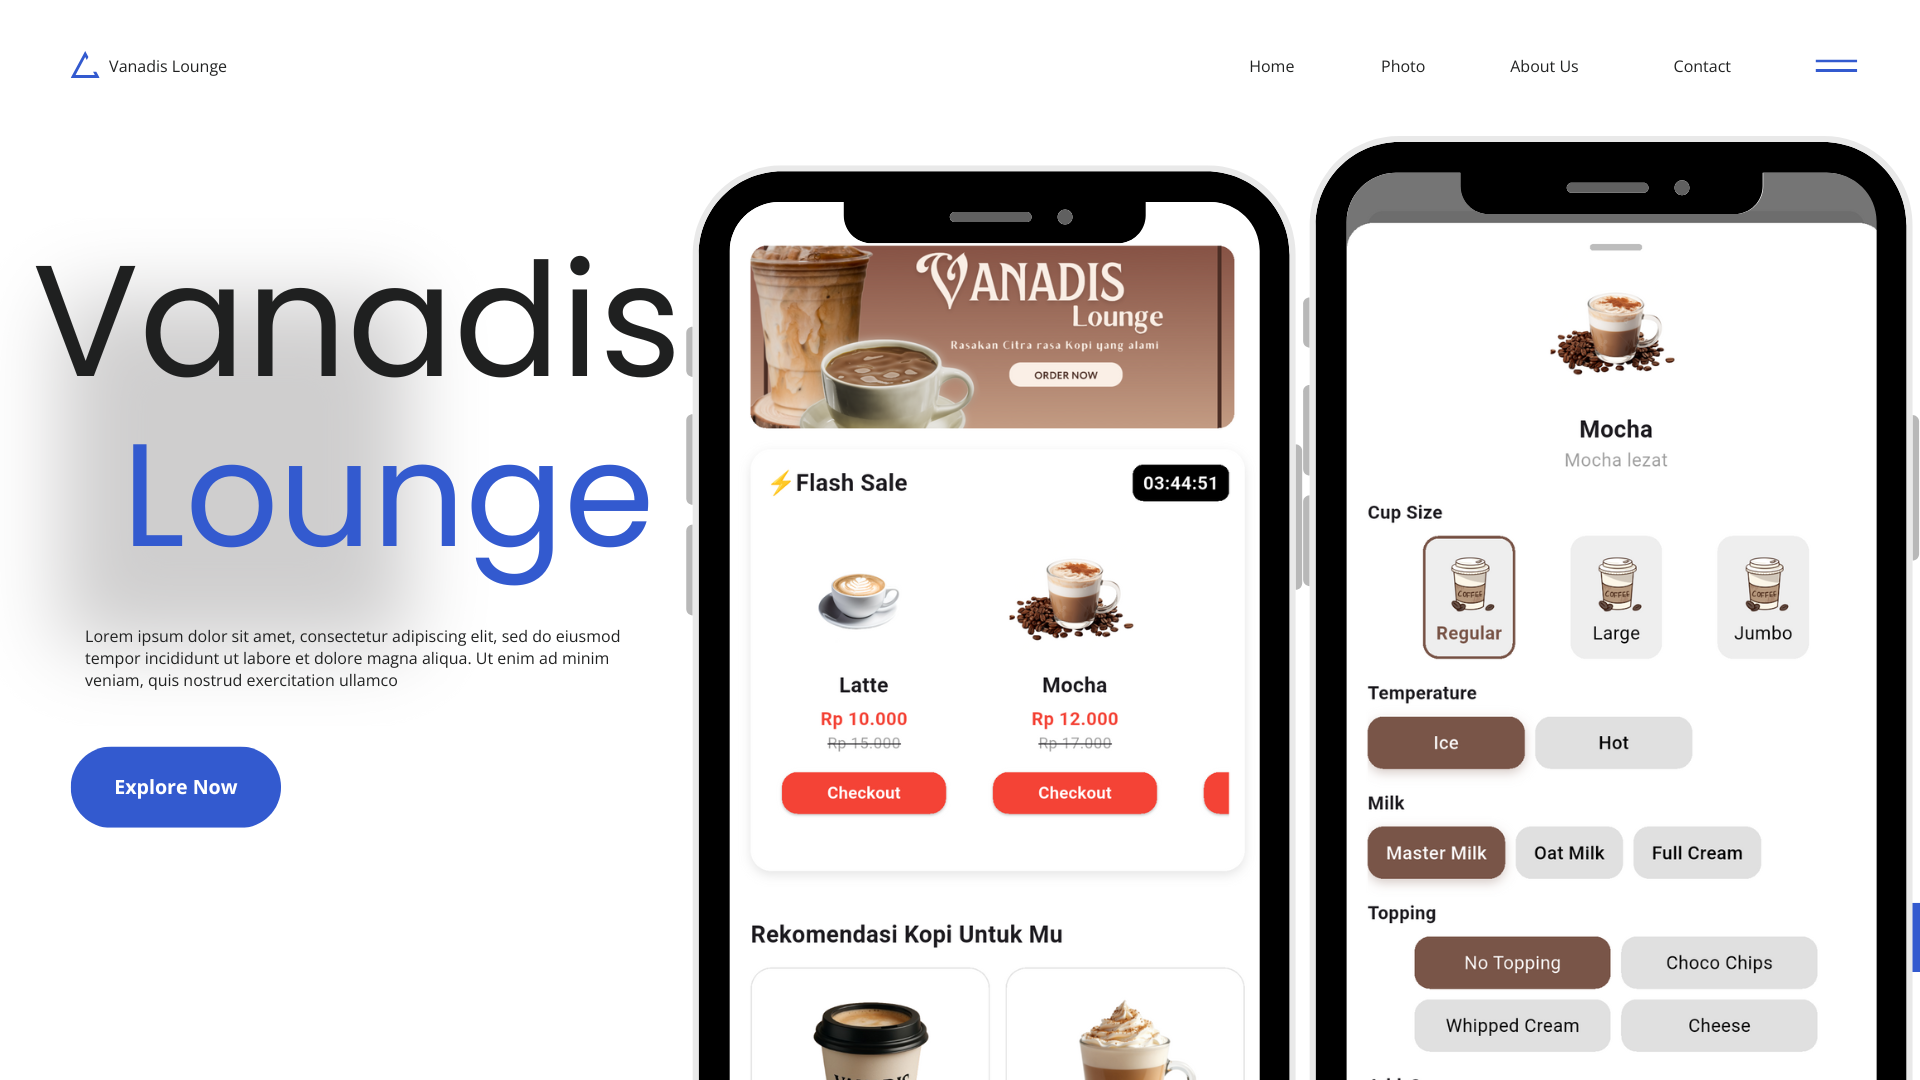 Vanadis Lounge
Home
Photo
About Us
Contact
Vanadis
Lounge
Lorem ipsum dolor sit amet, consectetur adipiscing elit, sed do eiusmod
tempor incididunt ut labore et dolore magna aliqua. Ut enim ad minim
veniam, quis nostrud exercitation ullamco
Explore Now
VANADIS
Lounge
Rasakan Citra rasa Kopi yang alami
ORDER NOW
⚡Flash Sale
03:44:51
Latte
Rp 10.000
Rp 15.000
Checkout
Mocha
Rp 12.000
Rp 17.000
Checkout
Rekomendasi Kopi Untuk Mu
VANADIS
Mocha
Mocha lezat
Cup Size
COFFEE
Regular
COFFEE
Large
COFFEE
Jumbo
Temperature
Ice
Hot
Milk
Master Milk
Oat Milk
Full Cream
Topping
No Topping
Choco Chips
Whipped Cream
Cheese